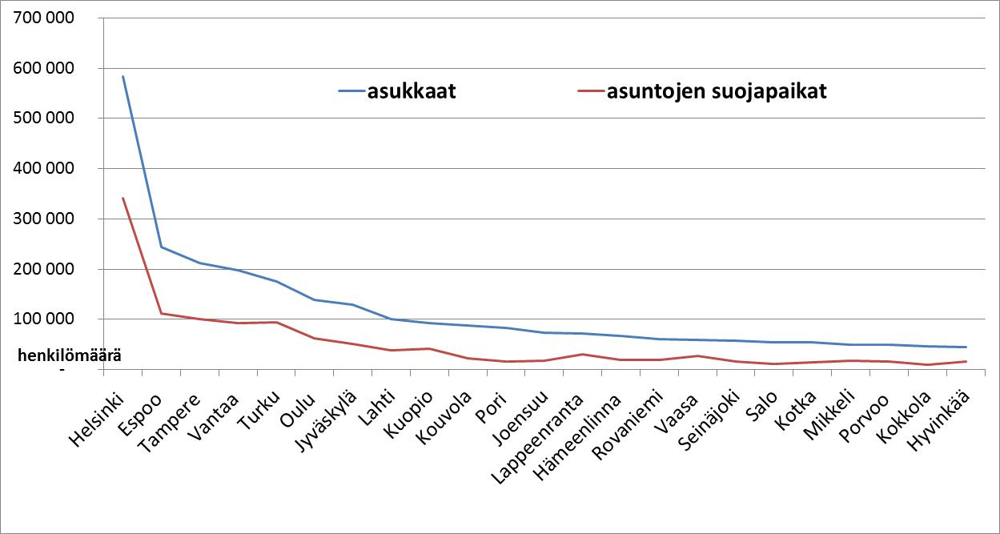 700 000
600 000
500 000
400 000
300 000
200 000
100 000
henkilömäärä
-
asukkaat
asuntojen suojapaikat
Helsinki
Espoo
Tampere
Vantaa
Turku
Oulu
Jyväskylä
Lahti
Kuopio
Kouvola
Pori
Joensuu
Lappeenranta
Hämeenlinna
Rovaniemi
Vaasa
Seinäjoki
Salo
Kotka
Mikkeli
Porvoo
Kokkola
Hyvinkää